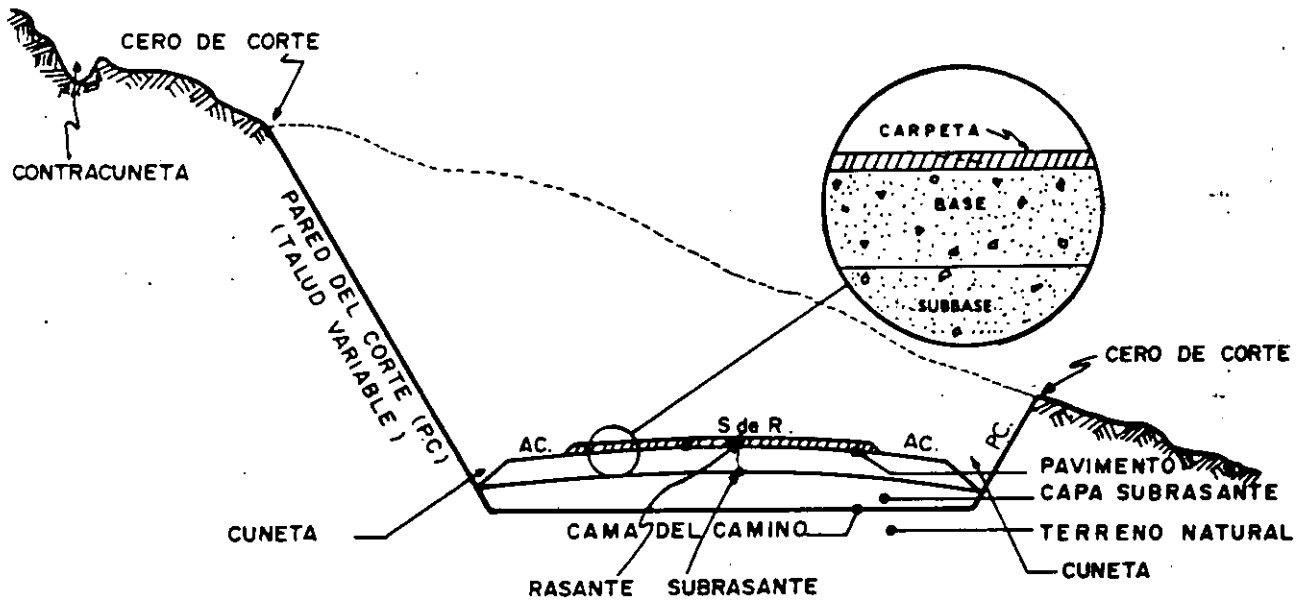 CERO DE CORTE
CONTRACUNETA
CARPETA
BASE
SUBBASE
PARED DEL CORTE (P.C.)
(TALUD VARIABLE)
CERO DE CORTE
AC.
S de R.
AC.
P.C.
PAVIMENTO
CAPA SUBRASANTE
CUNETA
CAMA DEL CAMINO
TERRENO NATURAL
CUNETA
RASANTE
SUBRASANTE